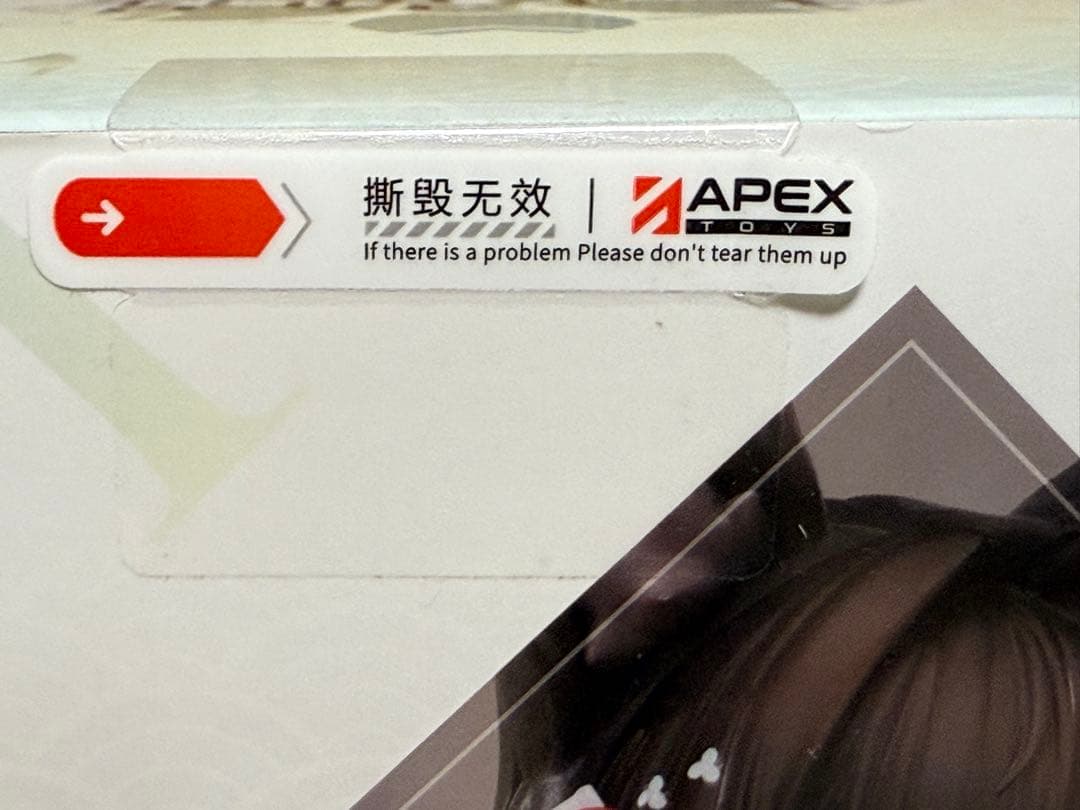 撕毁无效
APEX
TOYS
If there is a problem Please don't tear them up